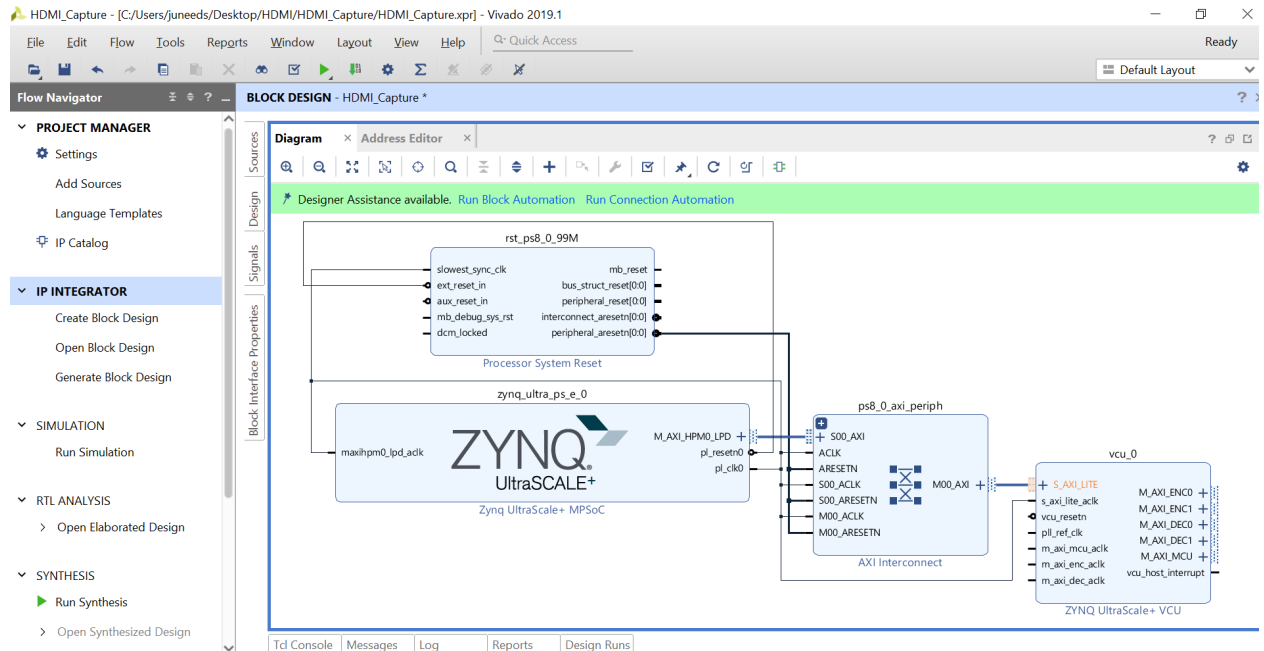 HDMI_Capture - [C:/Users/juneeds/Desktop/HDMI/HDMI_Capture/HDMI_Capture.xpr] - Vivado 2019.1
File Edit Flow Tools Reports Window Layout View Help Quick Access Ready
Default Layout
Flow Navigator
PROJECT MANAGER
Settings
Add Sources
Language Templates
IP Catalog
IP INTEGRATOR
Create Block Design
Open Block Design
Generate Block Design
SIMULATION
Run Simulation
RTL ANALYSIS
Open Elaborated Design
SYNTHESIS
Run Synthesis
Open Synthesized Design
BLOCK DESIGN - HDMI_Capture *
Sources
Design
Signals
Block Interface Properties
Diagram Address Editor
Designer Assistance available. Run Block Automation Run Connection Automation
rst_ps8_0_99M
slowest_sync_clk mb_reset
ext_reset_in bus_struct_reset[0:0]
aux_reset_in peripheral_reset[0:0]
mb_debug_sys_rst interconnect_aresetn[0:0]
dcm_locked peripheral_aresetn[0:0]
Processor System Reset
zynq_ultra_ps_e_0
maxihpm0_lpd_aclk
ZYNQ
UltraSCALE+
M_AXI_HPM0_LPD
pl_resetn0
pl_clk0
Zynq UltraScale+ MPSoC
ps8_0_axi_periph
S00_AXI
ACLK
ARESETN
S00_ACLK M00_AXI
S00_ARESETN
M00_ACLK
M00_ARESETN
AXI Interconnect
vcu_0
S_AXI_LITE
s_axi_lite_aclk
vcu_resetn
pll_ref_clk
m_axi_mcu_aclk
m_axi_enc_aclk
m_axi_dec_aclk
M_AXI_ENC0
M_AXI_ENC1
M_AXI_DEC0
M_AXI_DEC1
M_AXI_MCU
vcu_host_interrupt
ZYNQ UltraScale+ VCU
Tcl Console Messages Log Reports Design Runs